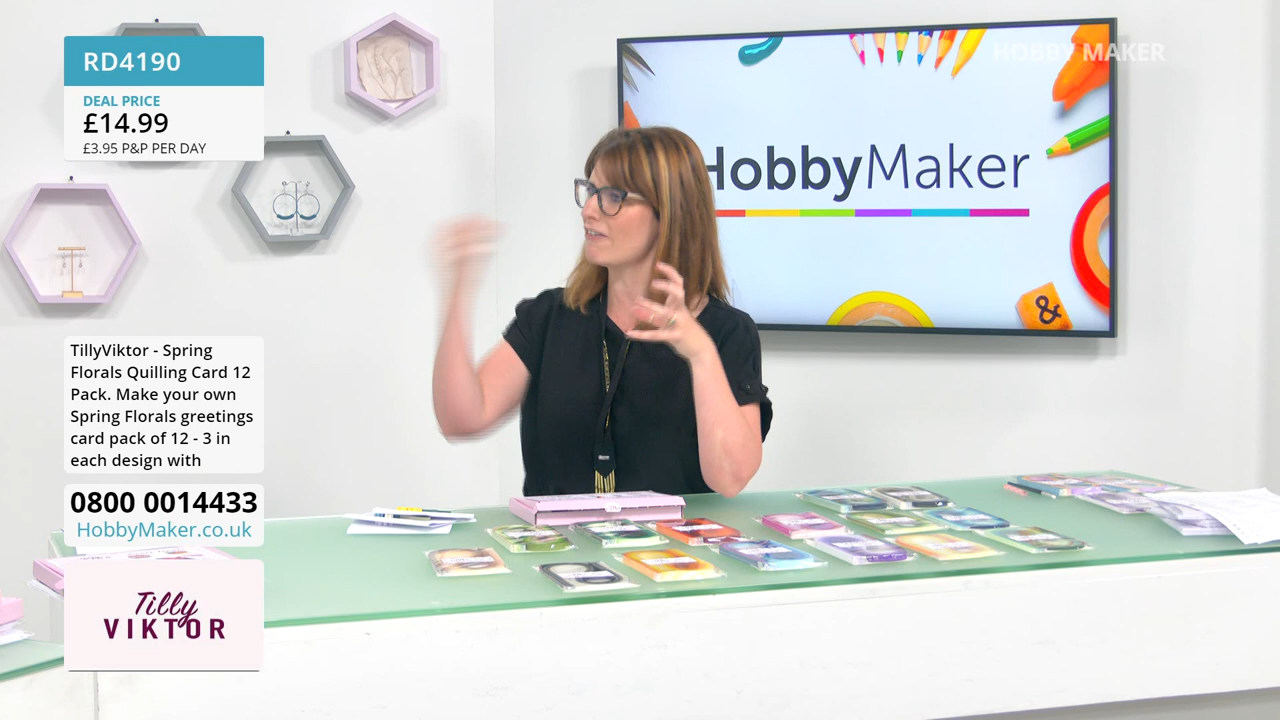 RD4190
DEAL PRICE
£14.99
£3.95 P&P PER DAY
TillyViktor - Spring
Florals Quilling Card 12
Pack. Make your own
Spring Florals greetings
card pack of 12 - 3 in
each design with
0800 0014433
HobbyMaker.co.uk
Tilly
VIKTOR
HOBBY MAKER
HobbyMaker
&